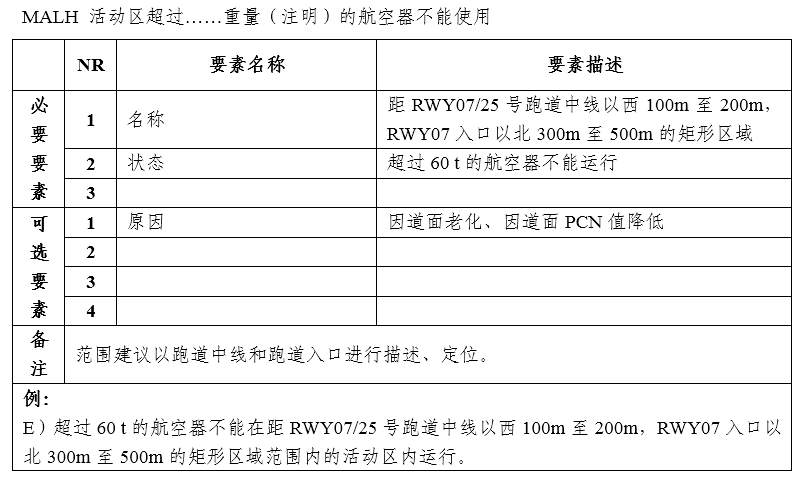 MALH 活动区超过……重量（注明）的航空器不能使用
NR 要素名称 要素描述
必要要素
1 名称 距 RWY07/25 号跑道中线以西 100m 至 200m，
RWY07 入口以北 300m 至 500m 的矩形区域
2 状态 超过 60 t 的航空器不能运行
3
可选要素
1 原因 因道面老化、因道面 PCN 值降低
2
3
4
备注 范围建议以跑道中线和跑道入口进行描述、定位。
例：
E）超过 60 t 的航空器不能在距 RWY07/25 号跑道中线以西 100m 至 200m，RWY07 入口以
北 300m 至 500m 的矩形区域范围内的活动区内运行。